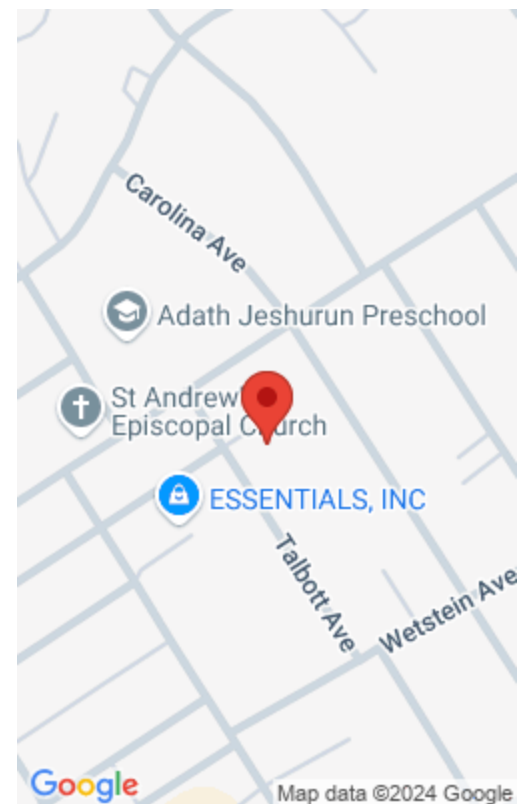 Carolina Ave
Adath Jeshurun Preschool
St Andrew's
Episcopal Church
ESSENTIALS, INC
Talbott Ave
Wetstein Ave
Google
Map data ©2024 Google